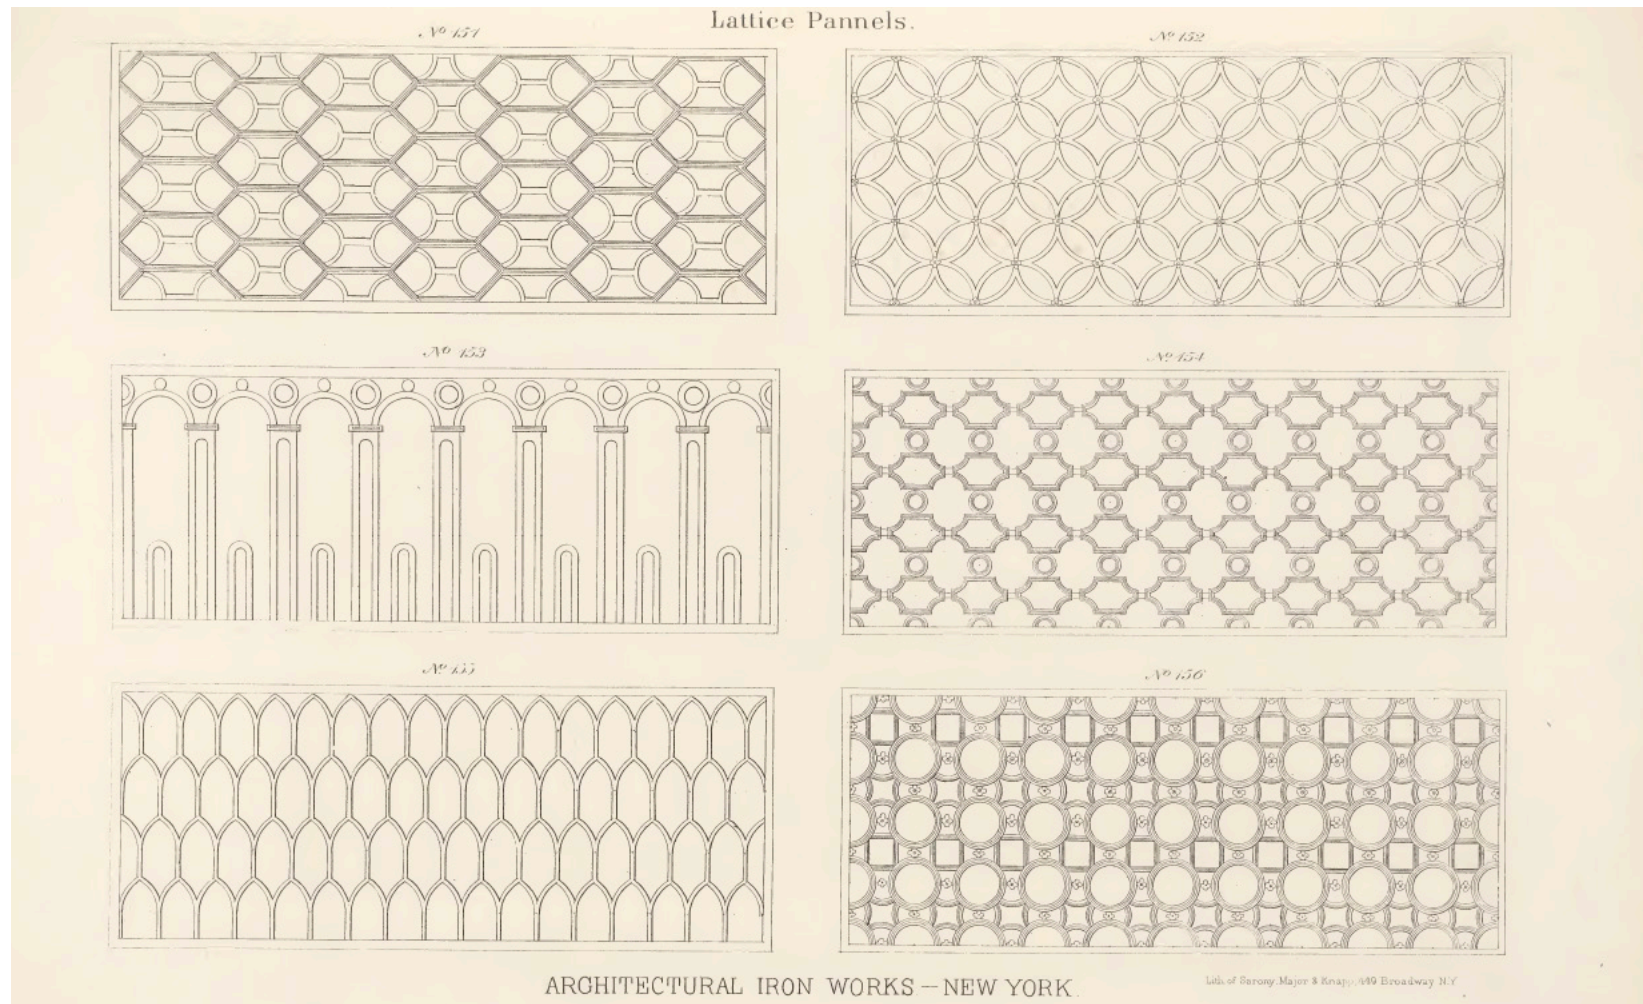 Lattice Pannels.
Nº 151
Nº 152
Nº 153
Nº 154
Nº 155
Nº 156
ARCHITECTURAL IRON WORKS — NEW YORK.
Lith. of Sarony, Major & Knapp, 449 Broadway N.Y